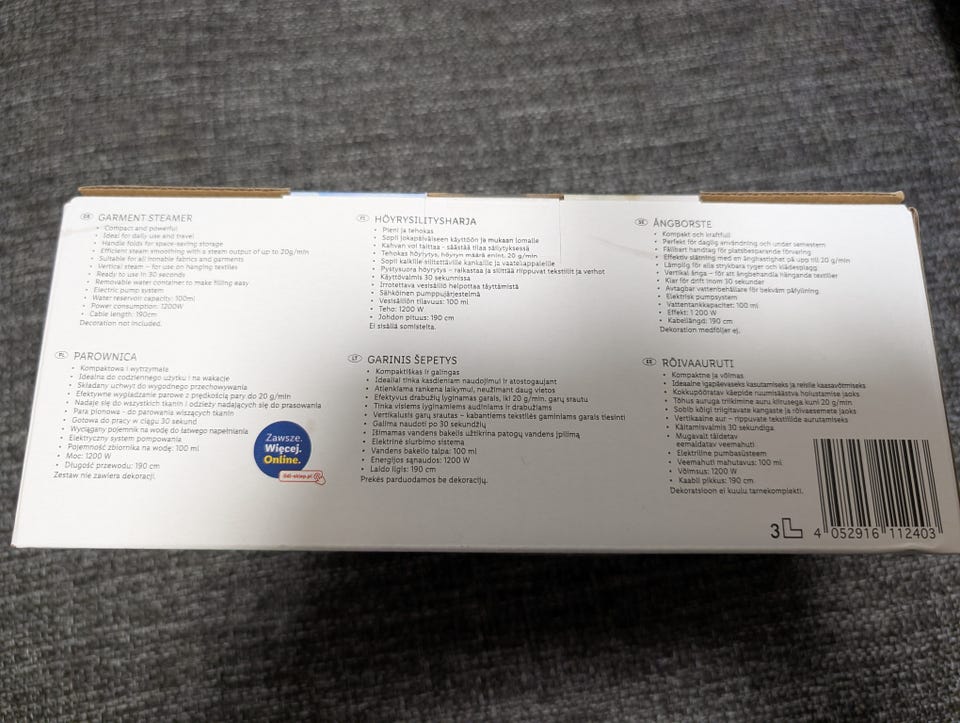 GB GARMENT STEAMER
• Compact and powerful
• Ideal for daily use and travel
• Handle folds for space-saving storage
• Efficient steam smoothing with a steam output of up to 20g/min
• Suitable for all ironable fabrics and garments
• Vertical steam – for use on hanging textiles
• Ready to use in 30 seconds
• Removable water container to make filling easy
• Electric pump system
• Water reservoir capacity: 100ml
• Power consumption: 1200W
• Cable length: 190cm
Decoration not included.
FI HÖYRYSILITYSHARJA
• Pieni ja tehokas
• Sopii jokapäiväiseen käyttöön ja mukaan lomalle
• Kahvan voi taittaa - säästää tilaa säilytyksessä
• Tehokas höyrytys, höyryn määrä enint. 20 g/min
• Sopii kaikille silitettäville kankaille ja vaatekappaleille
• Pystysuora höyrytys – raikastaa ja silittää riippuvat tekstiilit ja verhot
• Käyttövalmis 30 sekunnissa
• Irrotettava vesisäiliö helpottaa täyttämistä
• Sähköinen pumppujärjestelmä
• Vesisäiliön tilavuus: 100 ml
• Teho: 1200 W
• Johdon pituus: 190 cm
Ei sisällä somisteita.
SE ÅNGBORSTE
• Kompakt och kraftfull
• Perfekt för daglig användning och under semestern
• Fällbart handtag för platsbesparande förvaring
• Effektiv slätning med en ånghastighet på upp till 20 g/min
• Lämplig för alla strykbara tyger och klädesplagg
• Vertikal ånga – för att ångbehandla hängande textilier
• Klar för drift inom 30 sekunder
• Avtagbar vattenbehållare för bekväm påfyllning
• Elektrisk pumpsystem
• Vattentankkapacitet: 100 ml
• Effekt: 1 200 W
• Kabellängd: 190 cm
Dekoration medföljer ej.
PL PAROWNICA
• Kompaktowa i wytrzymała
• Idealna do codziennego użytku i na wakacje
• Składany uchwyt do wygodnego przechowywania
• Efektywne wygładzanie parowe z prędkością pary do 20 g/min
• Nadaje się do wszystkich tkanin i odzieży nadających się do prasowania
• Para pionowa - do parowania wiszących tkanin
• Gotowa do pracy w ciągu 30 sekund
• Wyciągany pojemnik na wodę do łatwego napełniania
• Elektryczny system pompowania
• Pojemność zbiornika na wodę: 100 ml
• Moc: 1200 W
• Długość przewodu: 190 cm
Zestaw nie zawiera dekoracji.
Zawsze.
Więcej.
Online.
lidl-sklep.pl
LT GARINIS ŠEPETYS
• Kompaktiškas ir galingas
• Idealiai tinka kasdieniam naudojimui ir atostogaujant
• Atlenkiama rankena laikymui, neužimant daug vietos
• Efektyvus drabužių lyginamas garais, iki 20 g/min. garų srautu
• Tinka visiems lyginamiems audiniams ir drabužiams
• Vertikalus garų srautas – kabantiems tekstilės gaminiams garais tiesinti
• Galima naudoti po 30 sekundžių
• Išimamas vandens bakelis užtikrina patogų vandens įpilimą
• Elektrinė siurblio sistema
• Vandens bakelio talpa: 100 ml
• Energijos sąnaudos: 1200 W
• Laido ilgis: 190 cm
Prekės parduodamos be dekoracijų.
EE RÕIVAAURUTI
• Kompaktne ja võimas
• Ideaalne igapäevaseks kasutamiseks ja reisile kaasavõtmiseks
• Kokkupööratav käepide ruumisäästva hoiustamise jaoks
• Tõhus auruga triikimine auru kiirusega kuni 20 g/min
• Sobib kõigi triigitavate kangaste ja rõivaesemete jaoks
• Vertikaalne aur – rippuvate tekstiilide aurutamiseks
• Käitamisvalmis 30 sekundiga
• Mugavalt täidetav
eemaldatav veemahuti
• Elektriline pumbasüsteem
• Veemahuti mahutavus: 100 ml
• Võimsus: 1200 W
• Kaabli pikkus: 190 cm
Dekoratsioon ei kuulu tarnekomplekti.
3
4 052916 112403